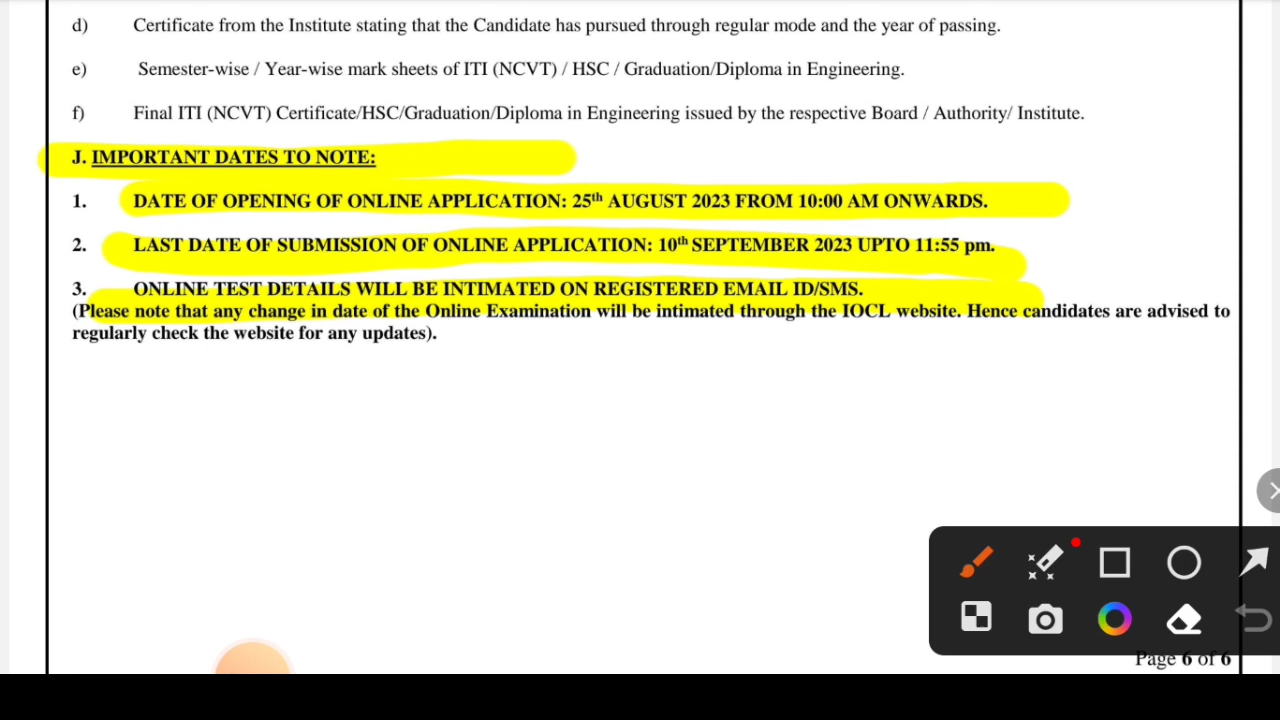 d) Certificate from the Institute stating that the Candidate has pursued through regular mode and the year of passing.
e) Semester-wise / Year-wise mark sheets of ITI (NCVT) / HSC / Graduation/Diploma in Engineering.
f) Final ITI (NCVT) Certificate/HSC/Graduation/Diploma in Engineering issued by the respective Board / Authority/ Institute.
J. IMPORTANT DATES TO NOTE:
1. DATE OF OPENING OF ONLINE APPLICATION: 25th AUGUST 2023 FROM 10:00 AM ONWARDS.
2. LAST DATE OF SUBMISSION OF ONLINE APPLICATION: 10th SEPTEMBER 2023 UPTO 11:55 pm.
3. ONLINE TEST DETAILS WILL BE INTIMATED ON REGISTERED EMAIL ID/SMS.
(Please note that any change in date of the Online Examination will be intimated through the IOCL website. Hence candidates are advised to
regularly check the website for any updates).
Page 6 of 6